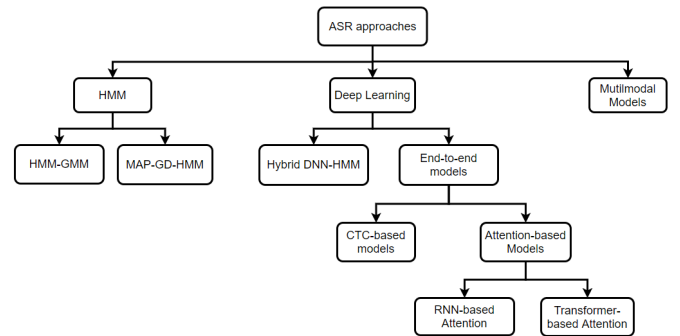 ASR approaches
HMM
Deep Learning
Mutilmodal
Models
HMM-GMM
MAP-GD-HMM
Hybrid DNN-HMM
End-to-end
models
CTC-based
models
Attention-based
Models
RNN-based
Attention
Transformer-
based Attention